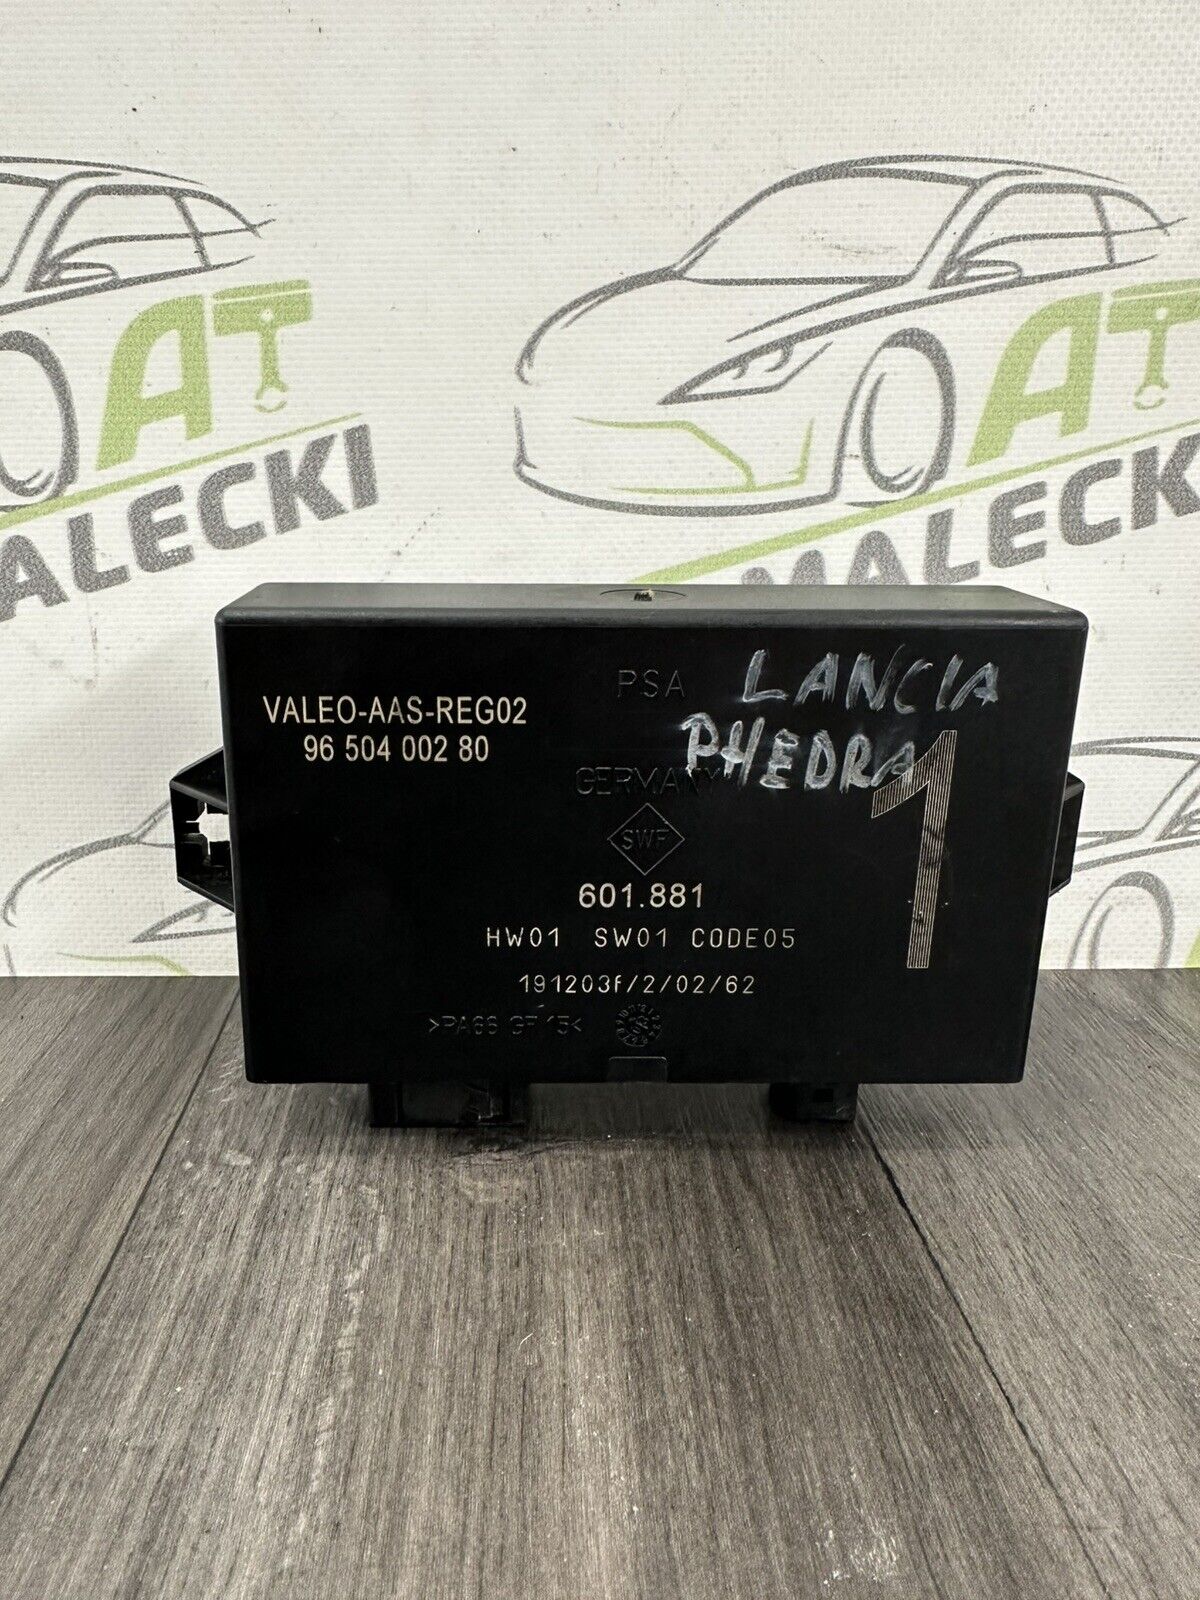 AT
MALECKI
AT
MALECKI
PSA
LANCIA
PHEDRA
VALEO-AAS-REG02
96 504 002 80
GERMANY
1
SWF
601.881
HW01 SW01 CODE05
191203F/2/02/62
>PA66 GF15<